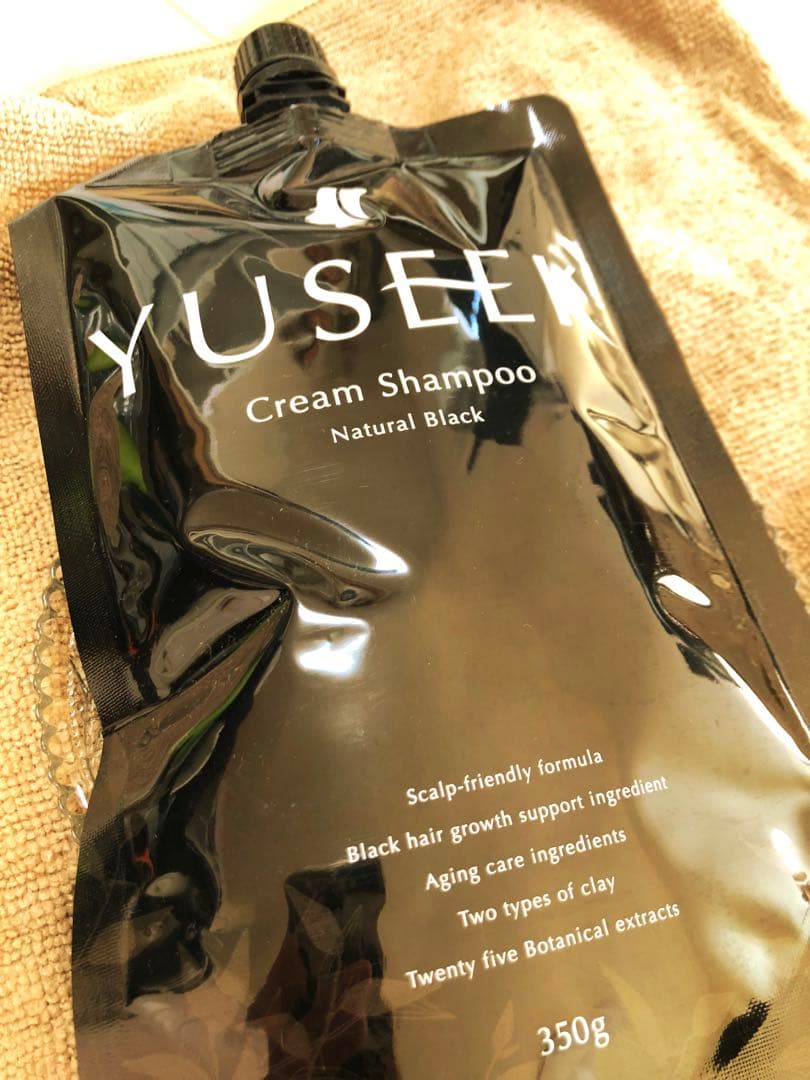 YUSEEK
Cream Shampoo
Natural Black
Scalp-friendly formula
Black hair growth support ingredient
Aging care ingredients
Two types of clay
Twenty five Botanical extracts
350g